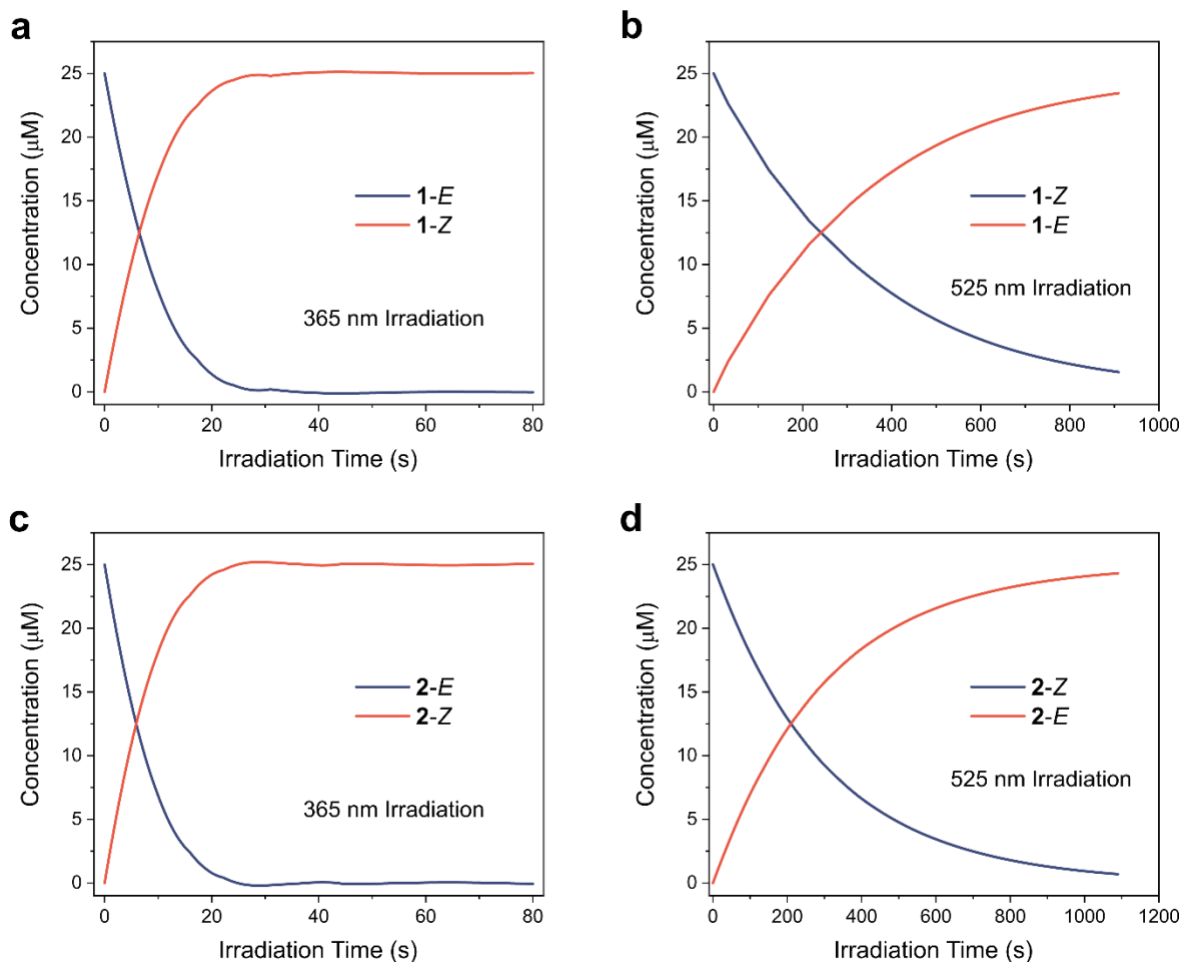 a
25
20
15
10
5
0
Concentration (μM)
1-E
1-Z
365 nm Irradiation
0 20 40 60 80
Irradiation Time (s)
b
25
20
15
10
5
0
Concentration (μM)
1-Z
1-E
525 nm Irradiation
0 200 400 600 800 1000
Irradiation Time (s)
c
25
20
15
10
5
0
Concentration (μM)
2-E
2-Z
365 nm Irradiation
0 20 40 60 80
Irradiation Time (s)
d
25
20
15
10
5
0
Concentration (μM)
2-Z
2-E
525 nm Irradiation
0 200 400 600 800 1000 1200
Irradiation Time (s)